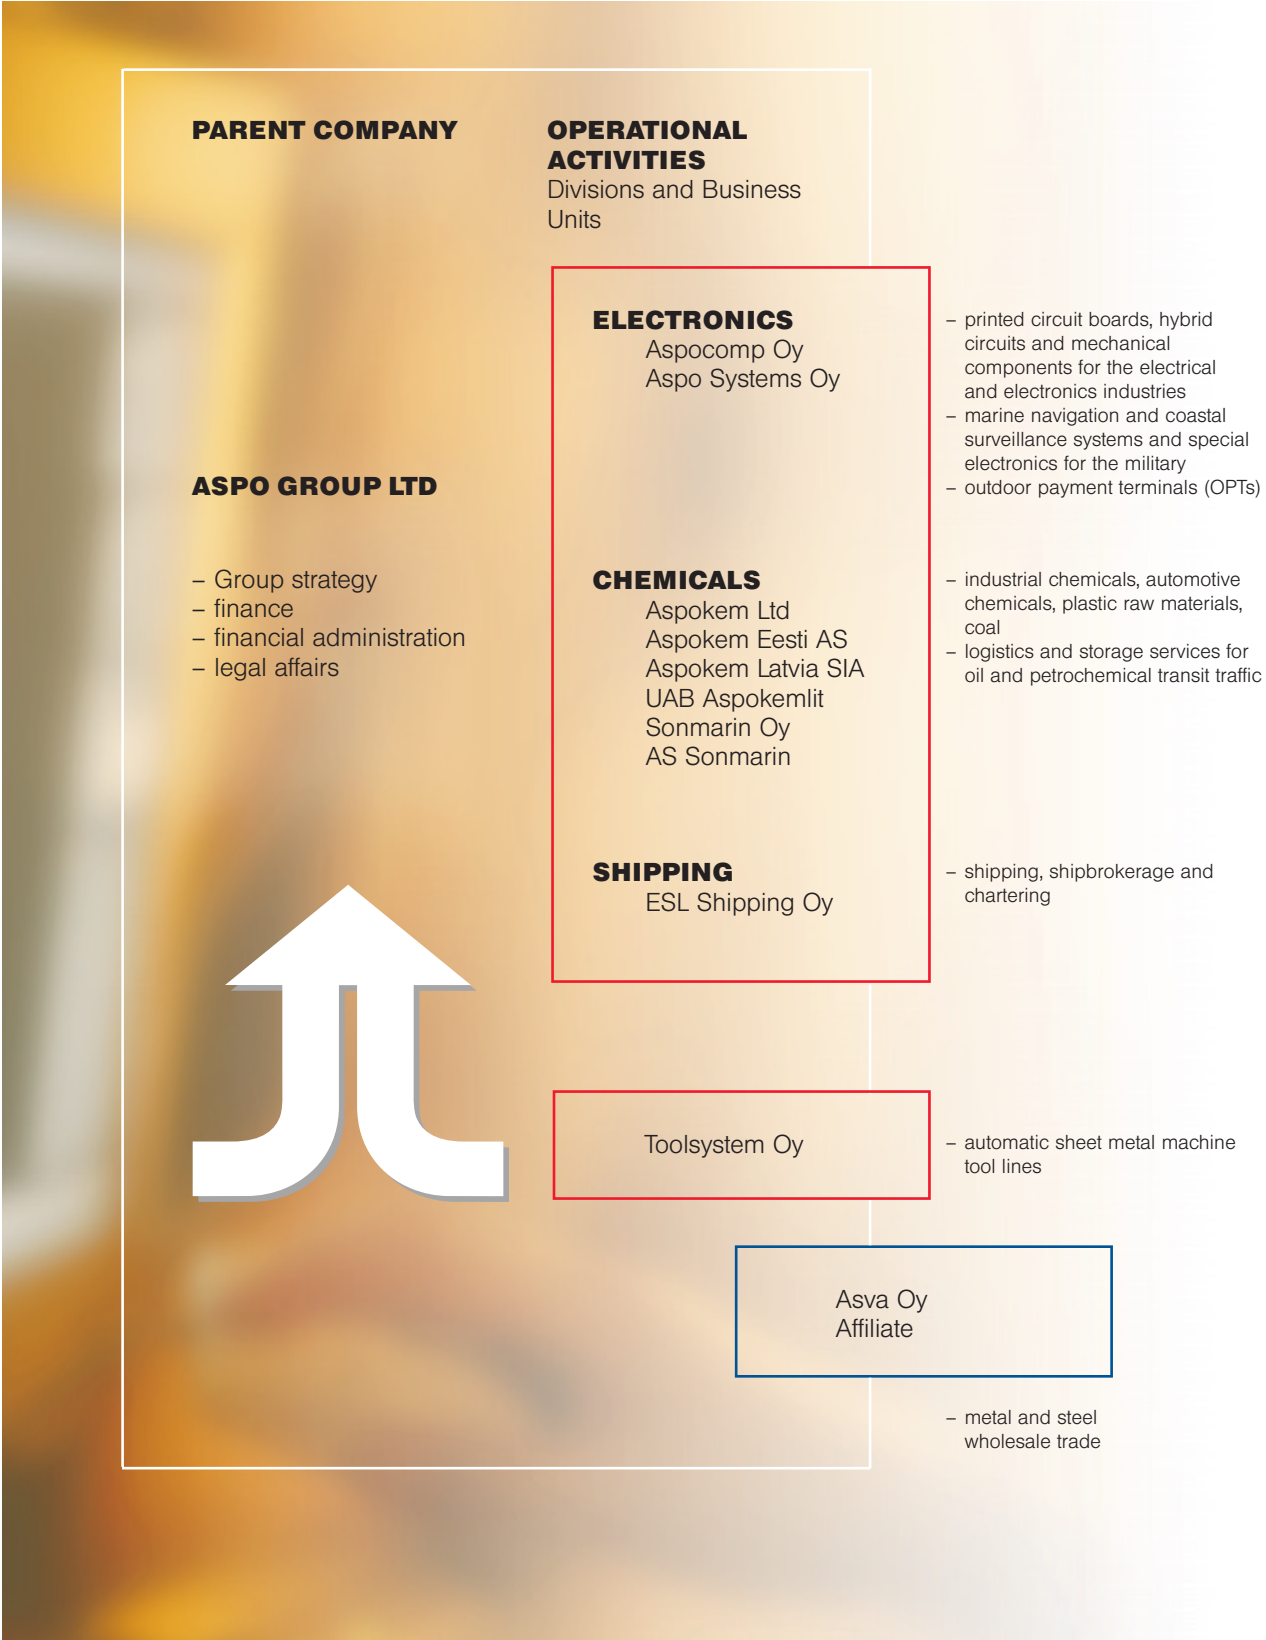 PARENT COMPANY
OPERATIONAL
ACTIVITIES
Divisions and Business
Units
ASPO GROUP LTD
– Group strategy
– finance
– financial administration
– legal affairs
ELECTRONICS
Aspocomp Oy
Aspo Systems Oy
– printed circuit boards, hybrid
circuits and mechanical
components for the electrical
and electronics industries
– marine navigation and coastal
surveillance systems and special
electronics for the military
– outdoor payment terminals (OPTs)
CHEMICALS
Aspokem Ltd
Aspokem Eesti AS
Aspokem Latvia SIA
UAB Aspokemlit
Sonmarin Oy
AS Sonmarin
– industrial chemicals, automotive
chemicals, plastic raw materials,
coal
– logistics and storage services for
oil and petrochemical transit traffic
SHIPPING
ESL Shipping Oy
– shipping, shipbrokerage and
chartering
Toolsystem Oy
– automatic sheet metal machine
tool lines
Asva Oy
Affiliate
– metal and steel
wholesale trade